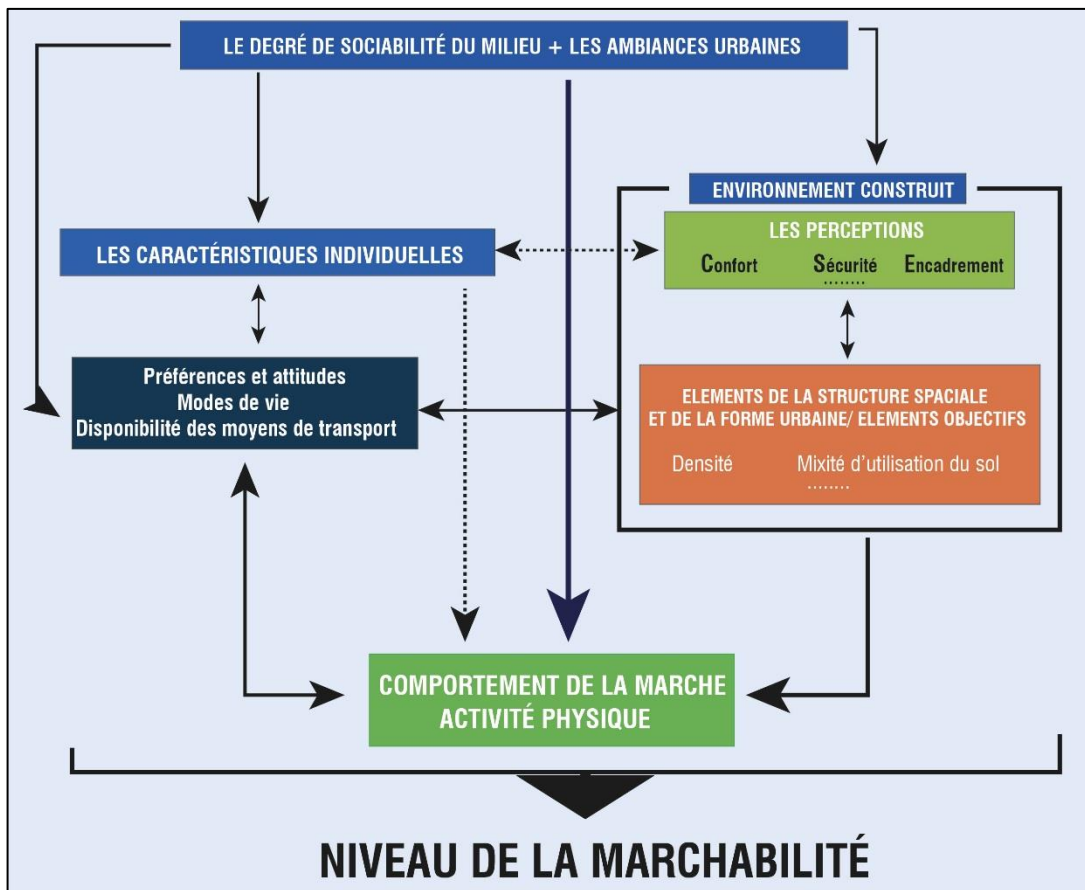 LE DEGRÉ DE SOCIABILITÉ DU MILIEU + LES AMBIANCES URBAINES
ENVIRONNEMENT CONSTRUIT
LES PERCEPTIONS
Confort Sécurité Encadrement
........
LES CARACTÉRISTIQUES INDIVIDUELLES
Préférences et attitudes
Modes de vie
Disponibilité des moyens de transport
ELEMENTS DE LA STRUCTURE SPACIALE
ET DE LA FORME URBAINE/ ELEMENTS OBJECTIFS
Densité Mixité d'utilisation du sol
........
COMPORTEMENT DE LA MARCHE
ACTIVITÉ PHYSIQUE
NIVEAU DE LA MARCHABILITÉ